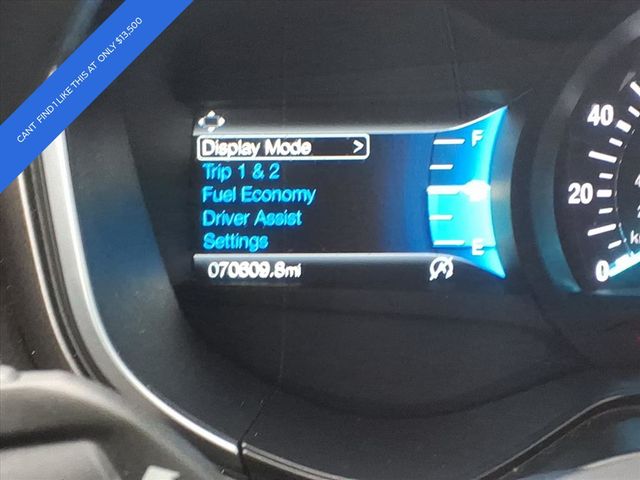 CANT FIND 1 LIKE THIS AT ONLY $13,500
Display Mode >
Trip 1 & 2
Fuel Economy
Driver Assist
Settings
070609.8mi
F
E
40
20
0